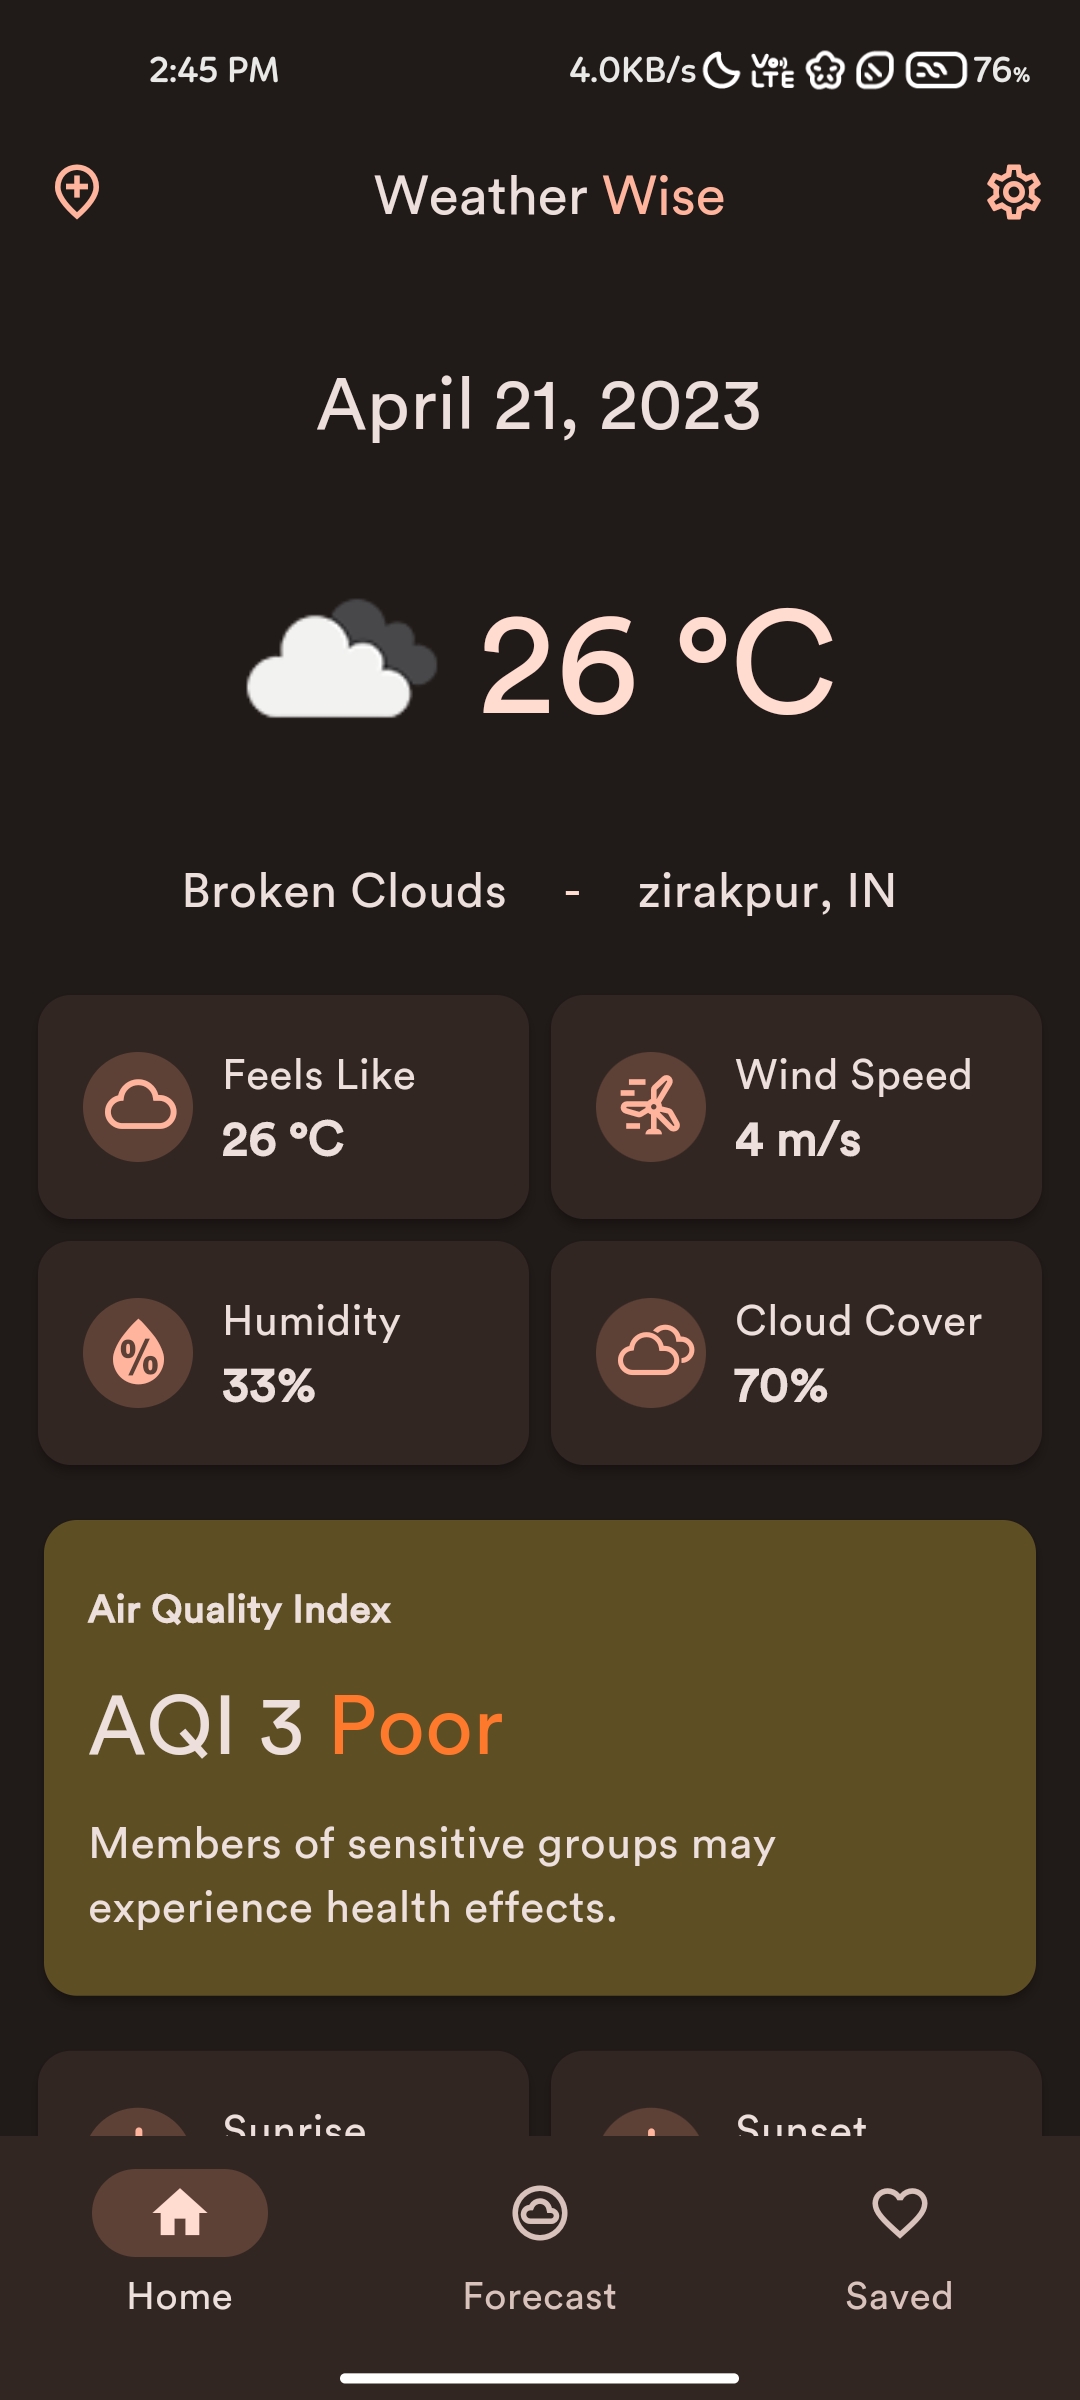 2:45 PM 4.0KB/s Vo LTE 76%
Weather Wise
April 21, 2023
26 °C
Broken Clouds - zirakpur, IN
Feels Like
26 °C
Wind Speed
4 m/s
Humidity
33%
Cloud Cover
70%
Air Quality Index
AQI 3 Poor
Members of sensitive groups may
experience health effects.
Sunrise
Sunset
Home
Forecast
Saved